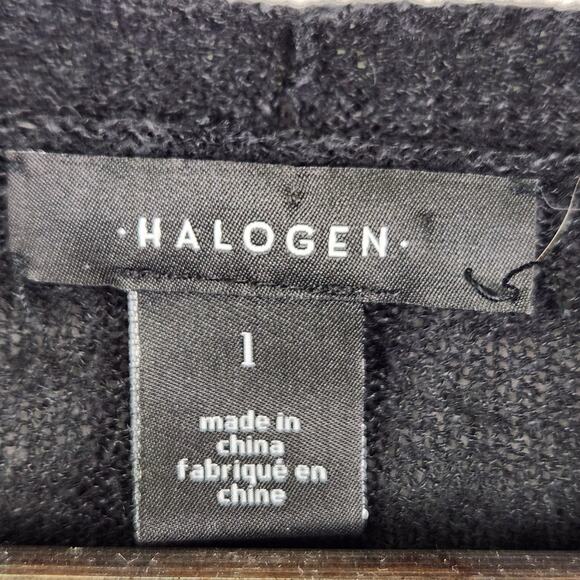 ·HALOGEN·
1
made in
china
fabriqué en
chine